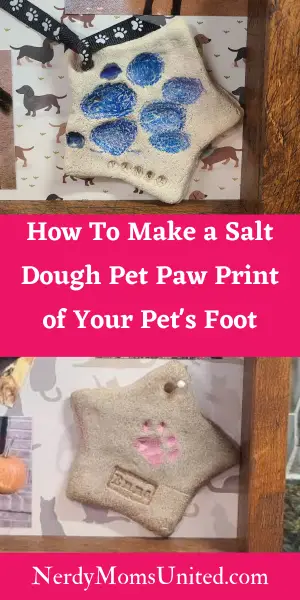 How To Make a Salt
Dough Pet Paw Print
of Your Pet's Foot
NerdyMomsUnited.com